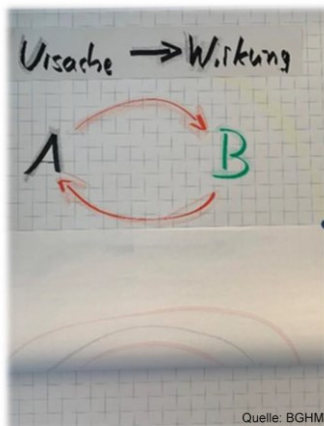 Ursache → Wirkung
A B
Quelle: BGHM